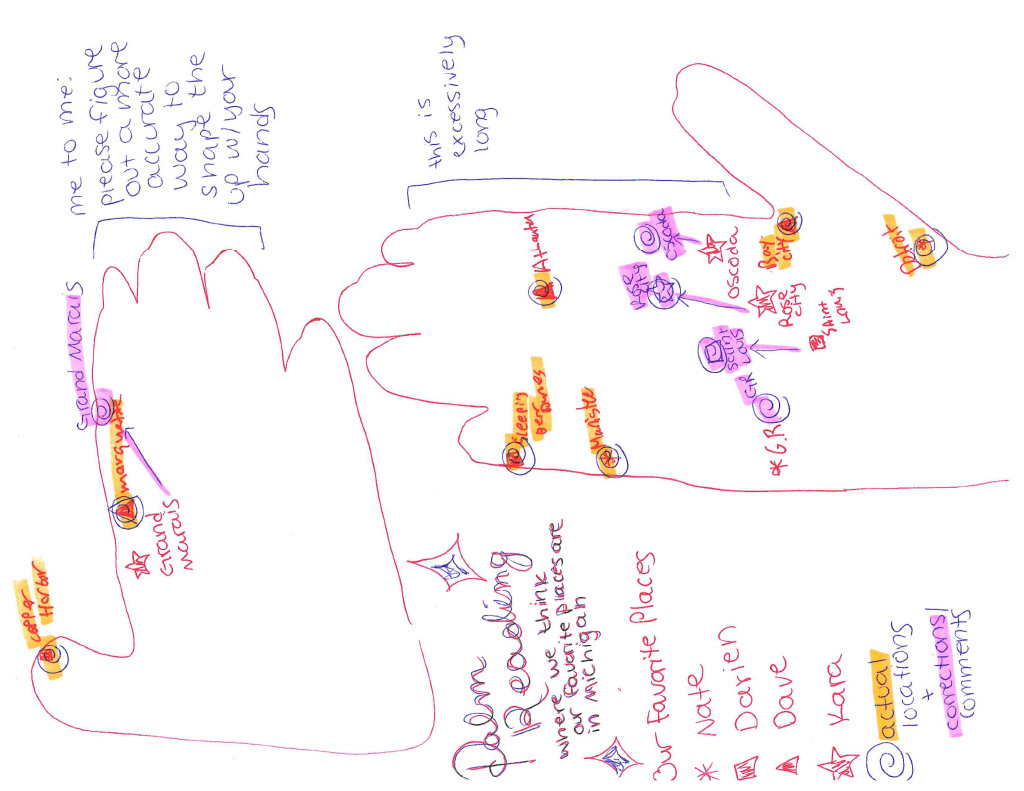 Copper
Harbor
Grand Marais
marquette
Grand
Marais
me to me:
please figure
out a more
accurate
way to
shape the
UP w/your
hands
Palm
Reading
where we think
our favorite places are
in Michigan
Our Favorite Places
Nate
Darien
Dave
Kara
actual
locations
+
corrections/
comments
this is
excessively
long
Sleeping
Bear
Dunes
Atlanta
Manistee
Rose
City
Oscoda
Oscoda
Saint
Louis
GR
G.R.
Rose
City
Bay
City
Saint
Louis
Detroit